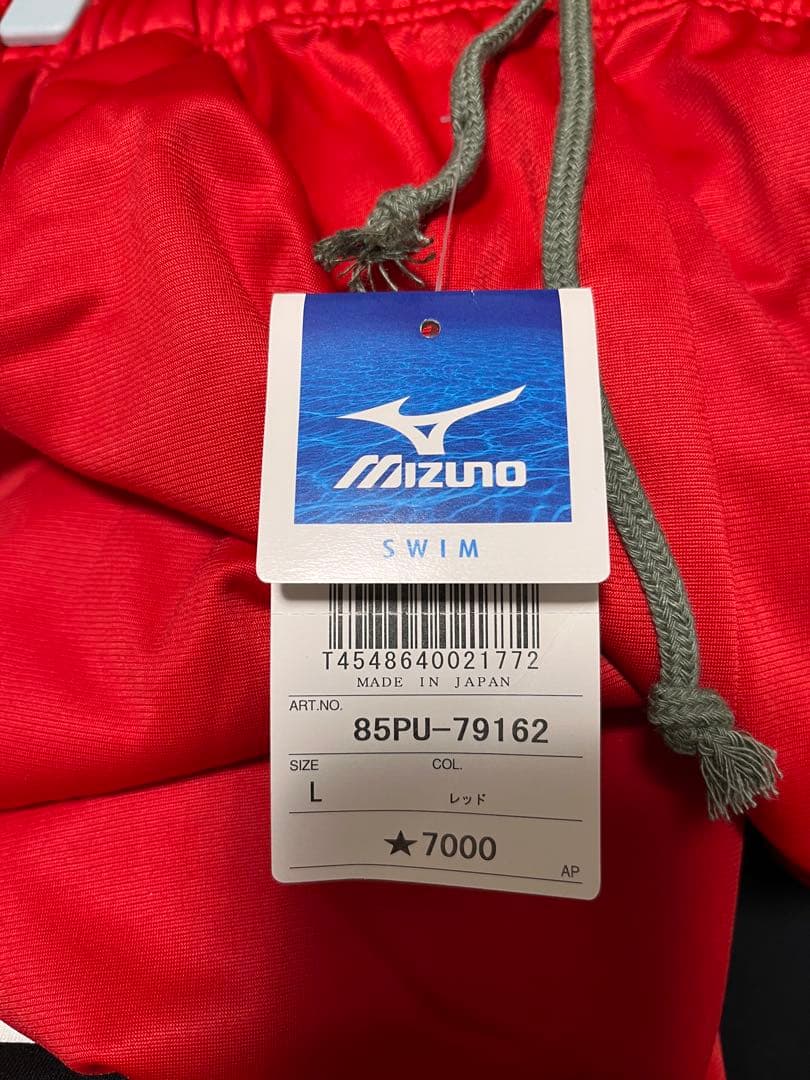 MIZUNO
SWIM
T4548640021772
MADE IN JAPAN
ART.NO.
85PU-79162
SIZE COL.
L レッド
★7000
AP